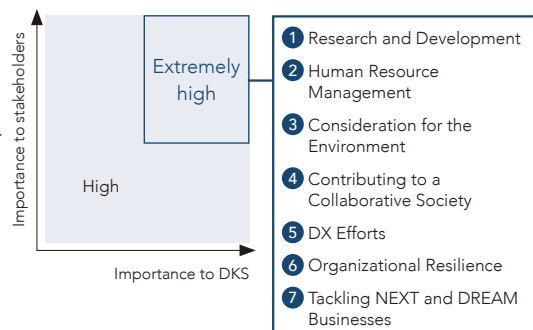 Importance to stakeholders
Extremely
high
High
Importance to DKS
1 Research and Development
2 Human Resource
Management
3 Consideration for the
Environment
4 Contributing to a
Collaborative Society
5 DX Efforts
6 Organizational Resilience
7 Tackling NEXT and DREAM
Businesses